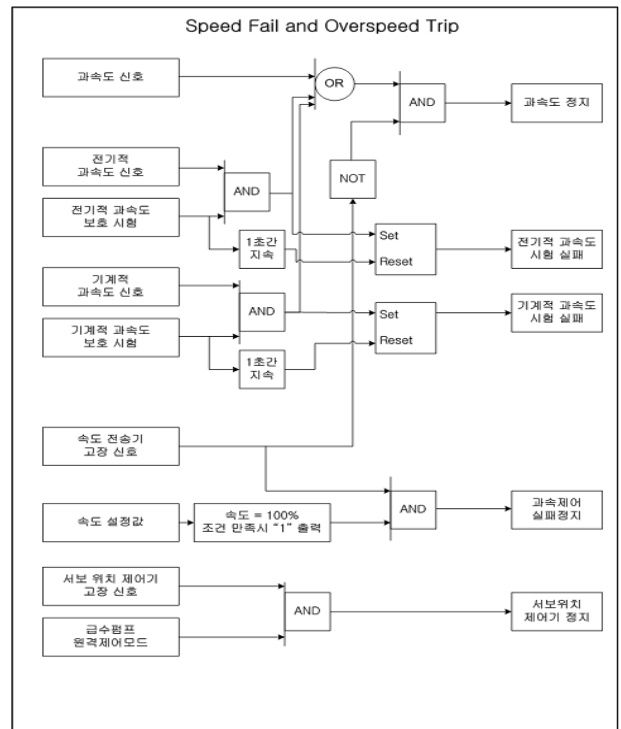 Speed Fail and Overspeed Trip
과속도 신호
OR
AND
과속도 정지
전기적
과속도 신호
AND
NOT
전기적 과속도
보호 시험
1초간
지속
Set
Reset
전기적 과속도
시험 실패
기계적
과속도 신호
AND
기계적 과속도
보호 시험
1초간
지속
Set
Reset
기계적 과속도
시험 실패
속도 전송기
고장 신호
속도 설정값
속도 = 100%
조건 만족시 "1" 출력
AND
과속제어
실패정지
서보 위치 제어기
고장 신호
급수펌프
원격제어모드
AND
서보위치
제어기 정지